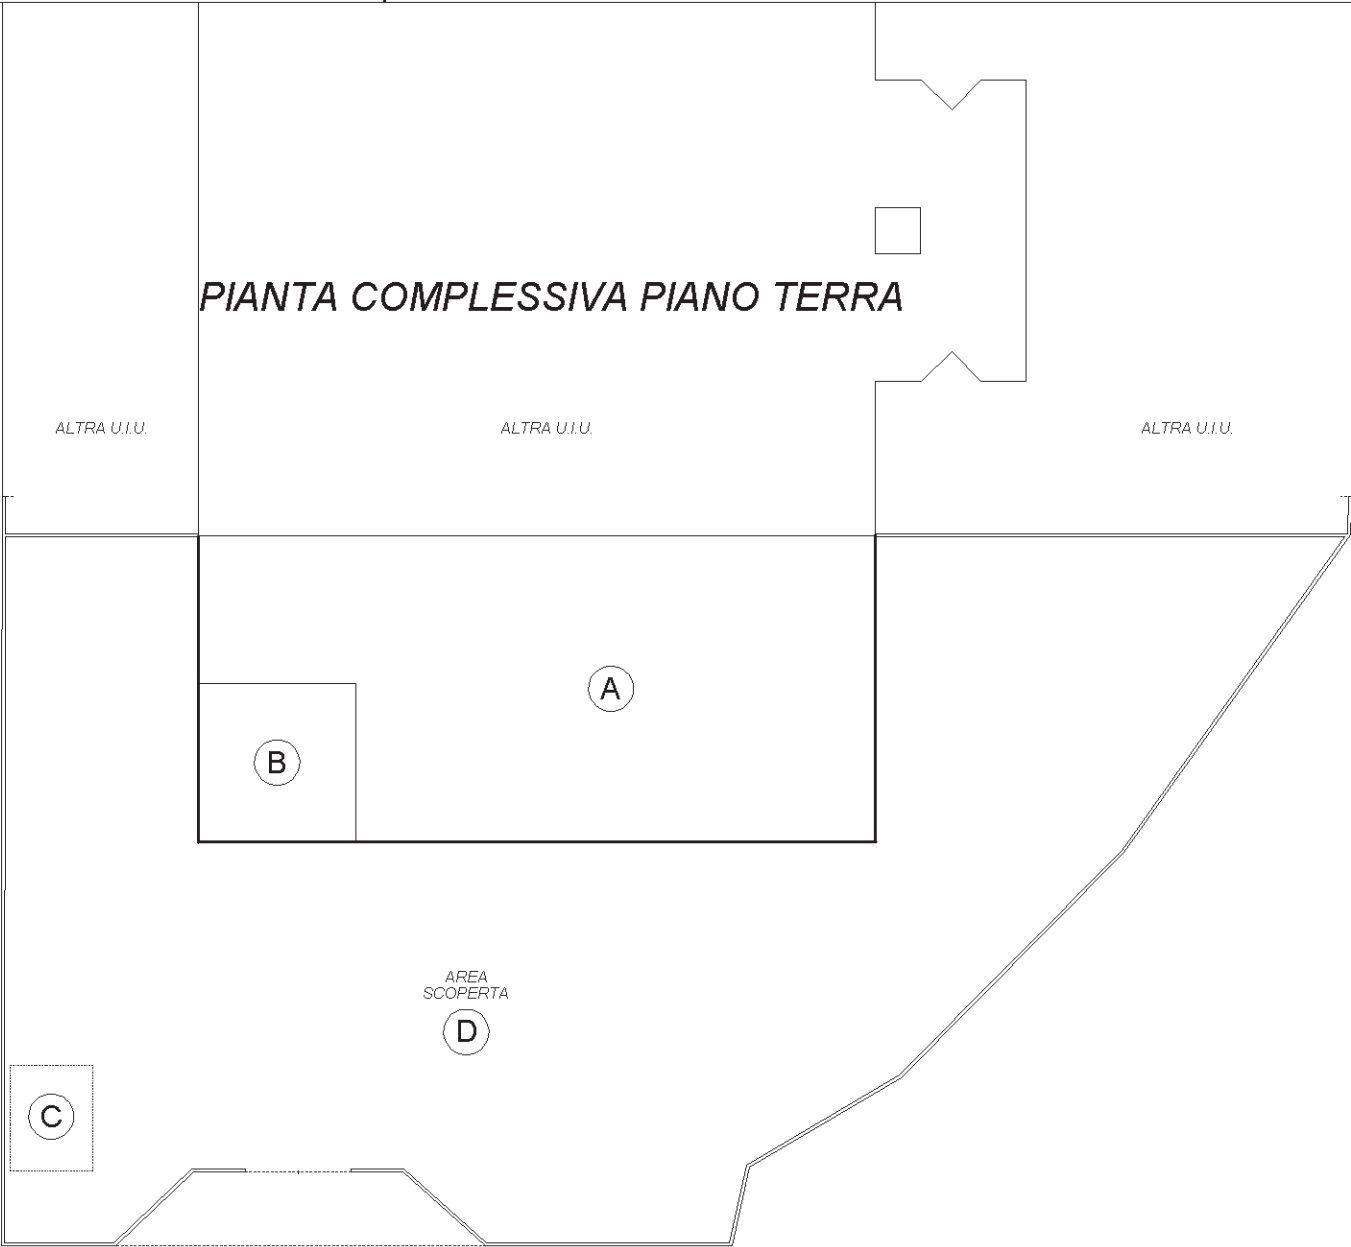 PIANTA COMPLESSIVA PIANO TERRA
ALTRA U.I.U.
ALTRA U.I.U.
ALTRA U.I.U.
A
B
AREA
SCOPERTA
D
C